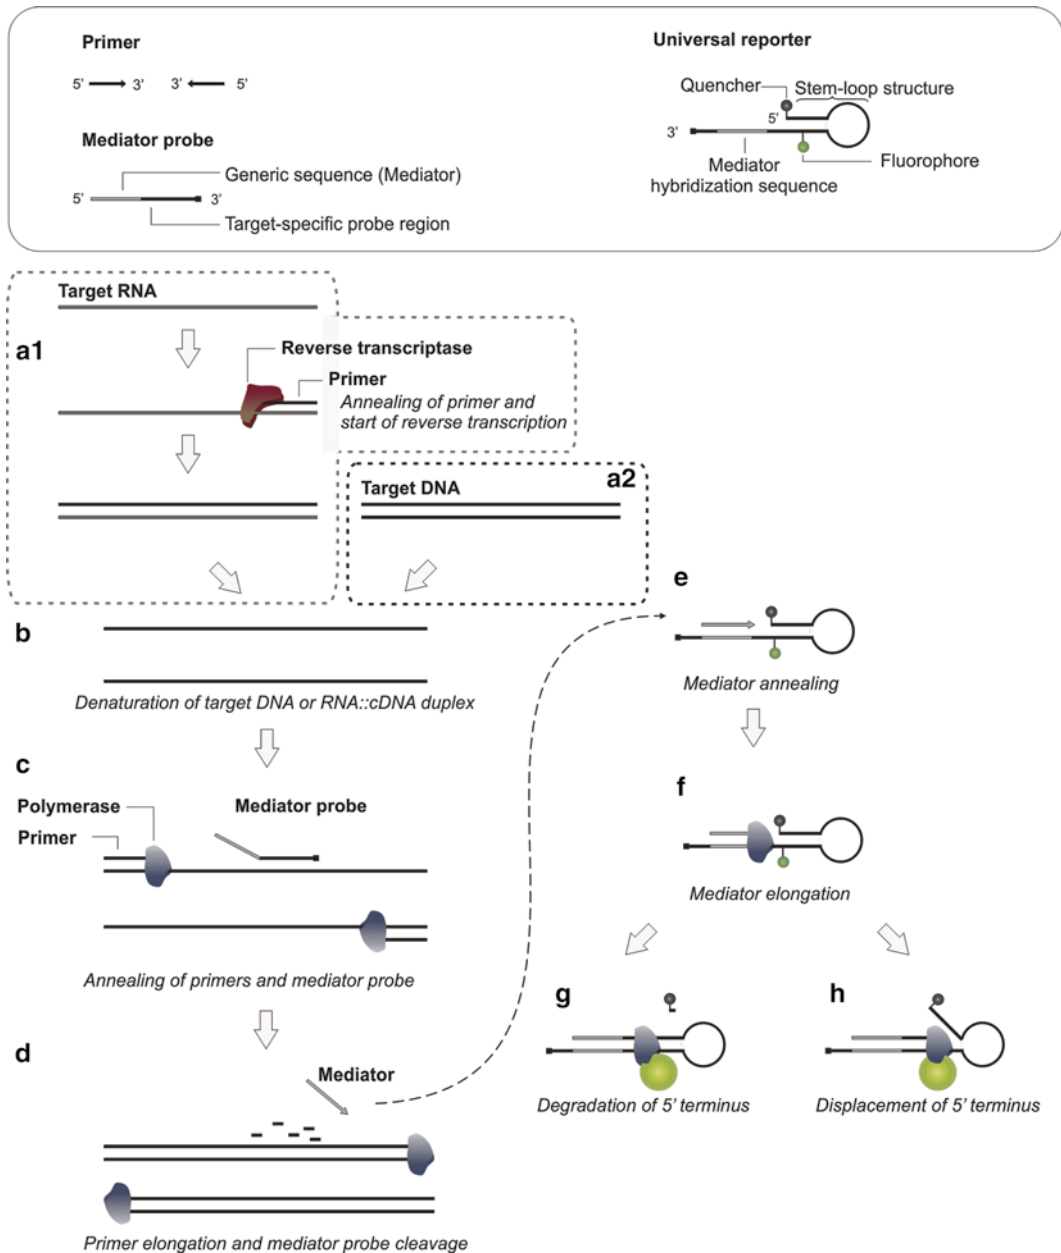 Primer
5’ 3’ 3’ 5’
Mediator probe
Generic sequence (Mediator)
5’ 3’
Target-specific probe region
Universal reporter
Quencher
Stem-loop structure
5’
3’
Mediator
hybridization sequence
Fluorophore
Target RNA
a1
Reverse transcriptase
Primer
Annealing of primer and
start of reverse transcription
a2
Target DNA
b
Denaturation of target DNA or RNA::cDNA duplex
c
Polymerase
Primer
Mediator probe
Annealing of primers and mediator probe
d
Mediator
Primer elongation and mediator probe cleavage
e
Mediator annealing
f
Mediator elongation
g
Degradation of 5’ terminus
h
Displacement of 5’ terminus